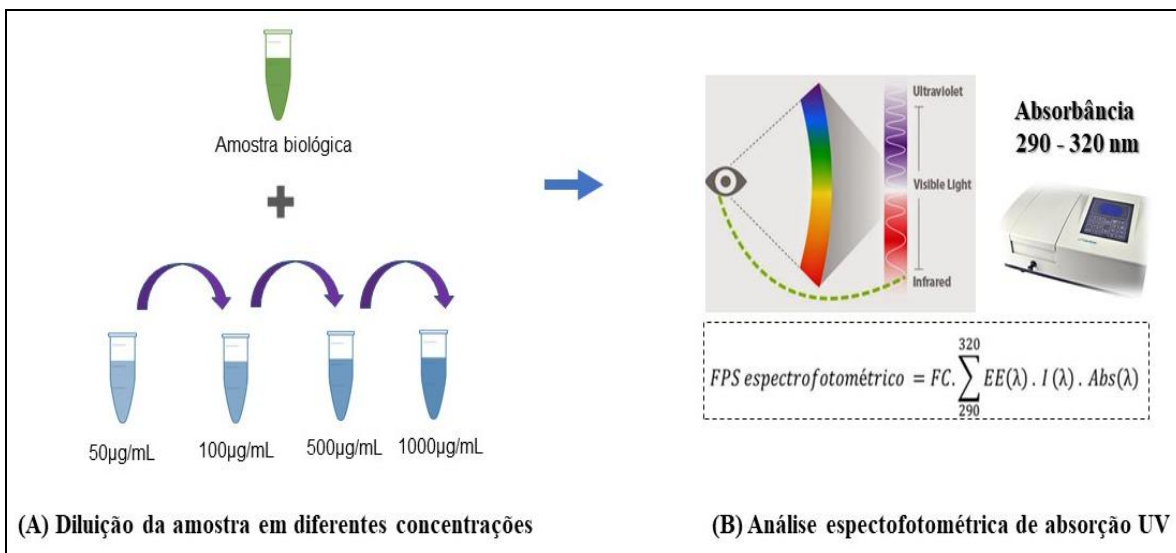 Amostra biológica
50µg/mL
100µg/mL
500µg/mL
1000µg/mL
(A) Diluição da amostra em diferentes concentrações
Ultraviolet
Visible Light
Infrared
Absorbância
290 - 320 nm
320
FPS espectrofotométrico = FC. ∑ EE(λ) . I (λ) . Abs(λ)
290
(B) Análise espectofotométrica de absorção UV